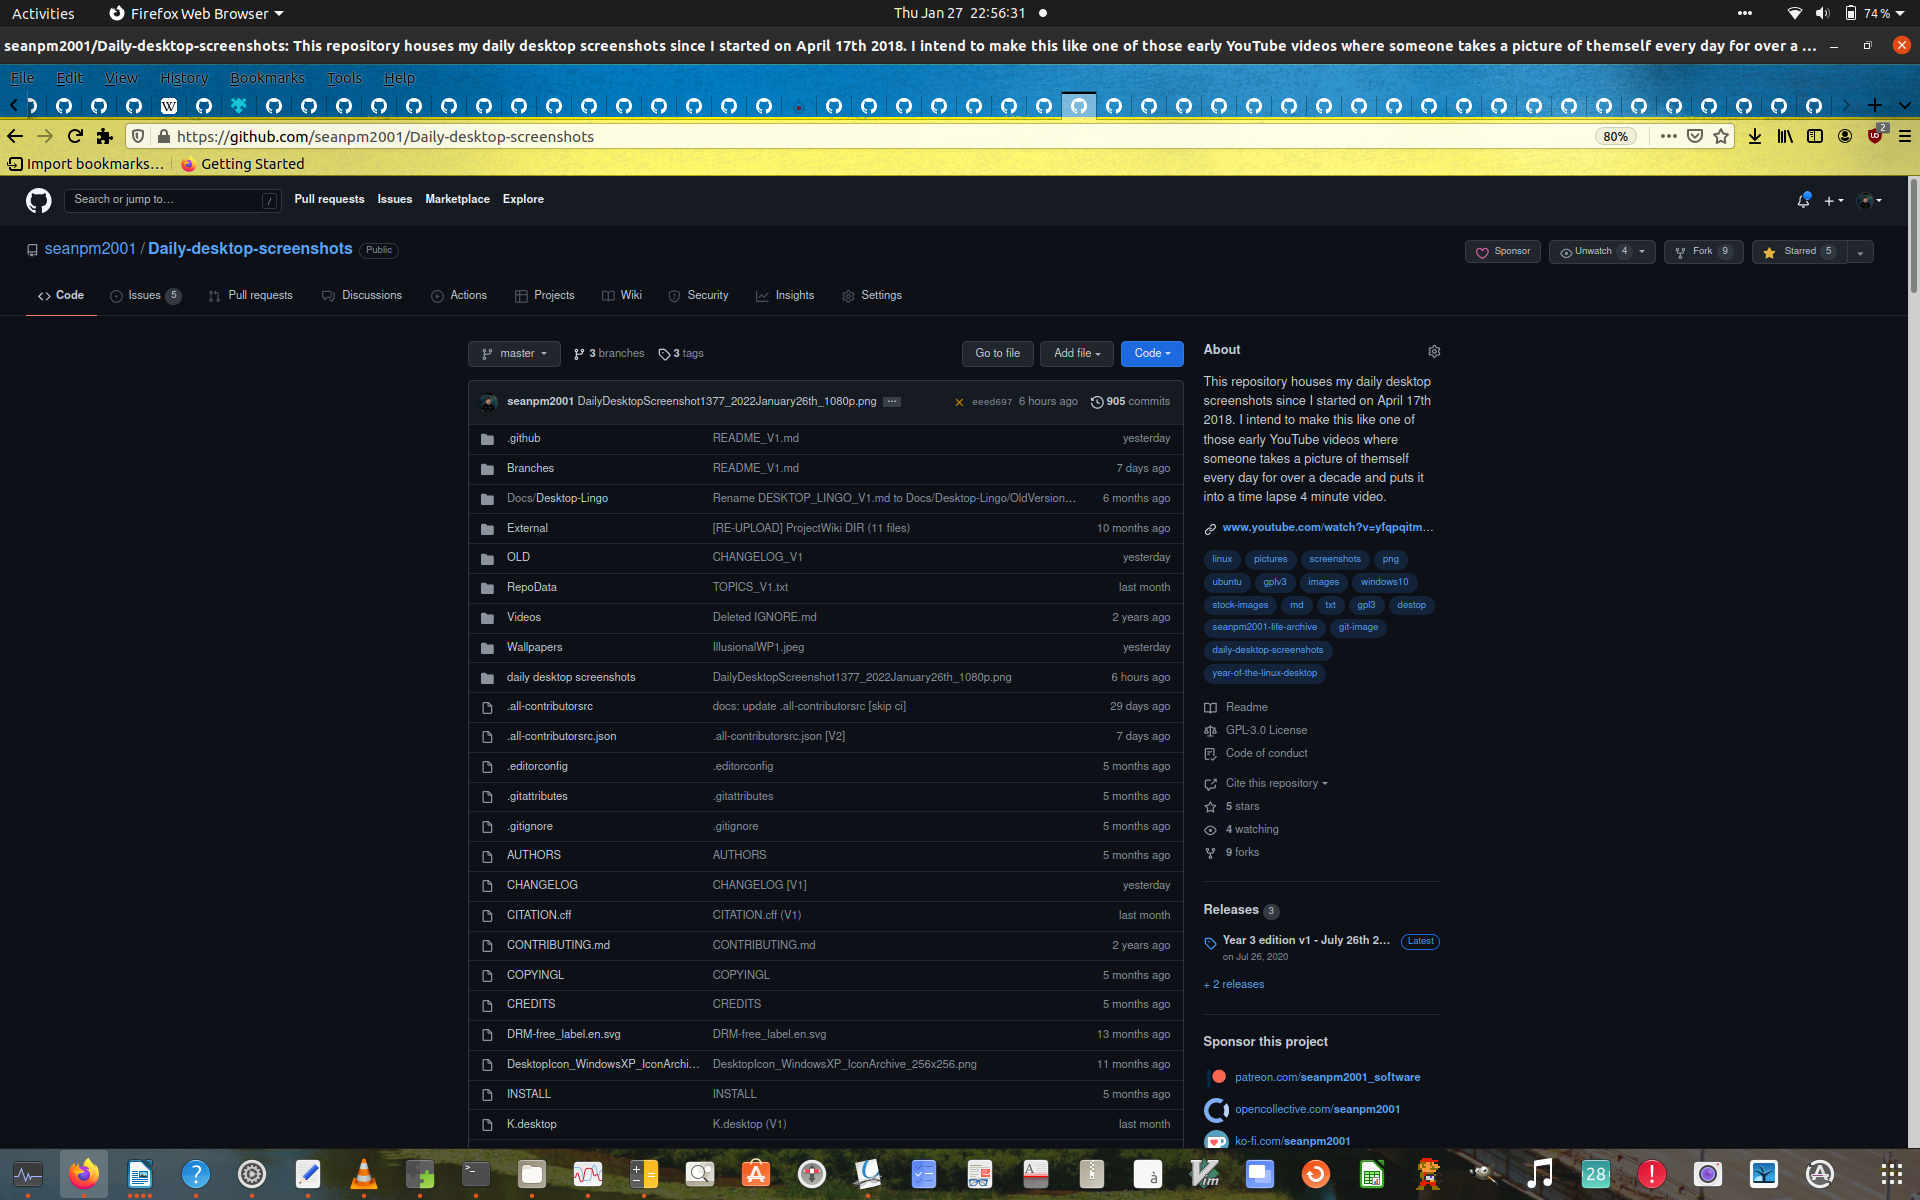 Activities
Firefox Web Browser
Thu Jan 27 22:56:31
74 %
seanpm2001/Daily-desktop-screenshots: This repository houses my daily desktop screenshots since I started on April 17th 2018. I intend to make this like one of those early YouTube videos where someone takes a picture of themself every day for over a ...
File Edit View History Bookmarks Tools Help
https://github.com/seanpm2001/Daily-desktop-screenshots
80%
2
Import bookmarks...
Getting Started
Search or jump to...
/
Pull requests
Issues
Marketplace
Explore
seanpm2001 / Daily-desktop-screenshots
Public
Sponsor
Unwatch 4
Fork 9
Starred 5
Code
Issues 5
Pull requests
Discussions
Actions
Projects
Wiki
Security
Insights
Settings
master
3 branches
3 tags
Go to file
Add file
Code
seanpm2001 DailyDesktopScreenshot1377_2022January26th_1080p.png
eeed697 6 hours ago
905 commits
.github README_V1.md yesterday
Branches README_V1.md 7 days ago
Docs/Desktop-Lingo Rename DESKTOP_LINGO_V1.md to Docs/Desktop-Lingo/OldVersion... 6 months ago
External [RE-UPLOAD] ProjectWiki DIR (11 files) 10 months ago
OLD CHANGELOG_V1 yesterday
RepoData TOPICS_V1.txt last month
Videos Deleted IGNORE.md 2 years ago
Wallpapers IllusionalWP1.jpeg yesterday
daily desktop screenshots DailyDesktopScreenshot1377_2022January26th_1080p.png 6 hours ago
.all-contributorsrc docs: update .all-contributorsrc [skip ci] 29 days ago
.all-contributorsrc.json .all-contributorsrc.json [V2] 7 days ago
.editorconfig .editorconfig 5 months ago
.gitattributes .gitattributes 5 months ago
.gitignore .gitignore 5 months ago
AUTHORS AUTHORS 5 months ago
CHANGELOG CHANGELOG [V1] yesterday
CITATION.cff CITATION.cff (V1) last month
CONTRIBUTING.md CONTRIBUTING.md 2 years ago
COPYINGL COPYINGL 5 months ago
CREDITS CREDITS 5 months ago
DRM-free_label.en.svg DRM-free_label.en.svg 13 months ago
DesktopIcon_WindowsXP_IconArchi... DesktopIcon_WindowsXP_IconArchive_256x256.png 11 months ago
INSTALL INSTALL 5 months ago
K.desktop K.desktop (V1) last month
About
This repository houses my daily desktop
screenshots since I started on April 17th
2018. I intend to make this like one of
those early YouTube videos where
someone takes a picture of themself
every day for over a decade and puts it
into a time lapse 4 minute video.
www.youtube.com/watch?v=yfqpqitm...
linux pictures screenshots png
ubuntu gplv3 images windows10
stock-images md txt gpl3 destop
seanpm2001-life-archive git-image
daily-desktop-screenshots
year-of-the-linux-desktop
Readme
GPL-3.0 License
Code of conduct
Cite this repository
5 stars
4 watching
9 forks
Releases 3
Year 3 edition v1 - July 26th 2... Latest
on Jul 26, 2020
+ 2 releases
Sponsor this project
patreon.com/seanpm2001_software
opencollective.com/seanpm2001
ko-fi.com/seanpm2001
28